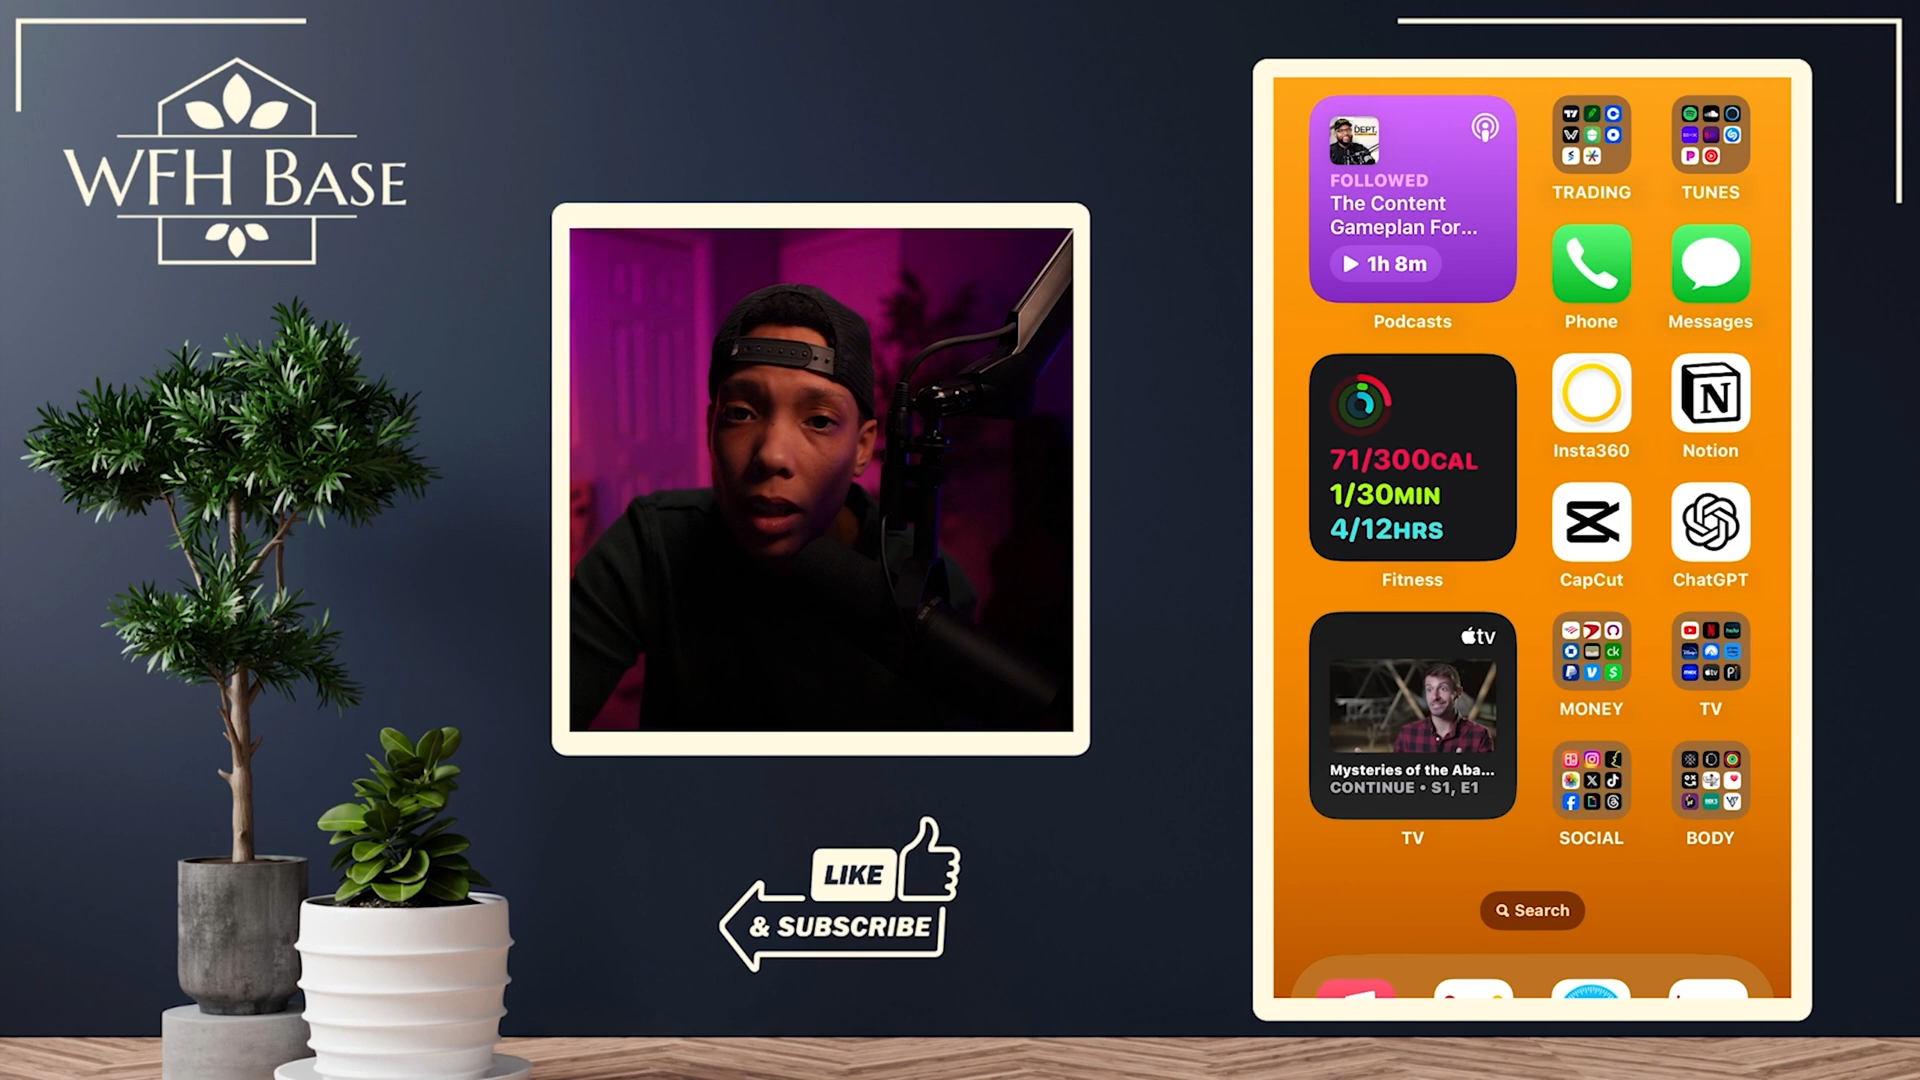 WFH BASE
DEPT.
FOLLOWED
The Content
Gameplan For...
1h 8m
Podcasts
TRADING
TUNES
Phone
Messages
71/300CAL
1/30MIN
4/12HRS
Fitness
Insta360
Notion
CapCut
ChatGPT
tv
Mysteries of the Aba...
CONTINUE • S1, E1
TV
MONEY
TV
SOCIAL
BODY
Search
LIKE
& SUBSCRIBE